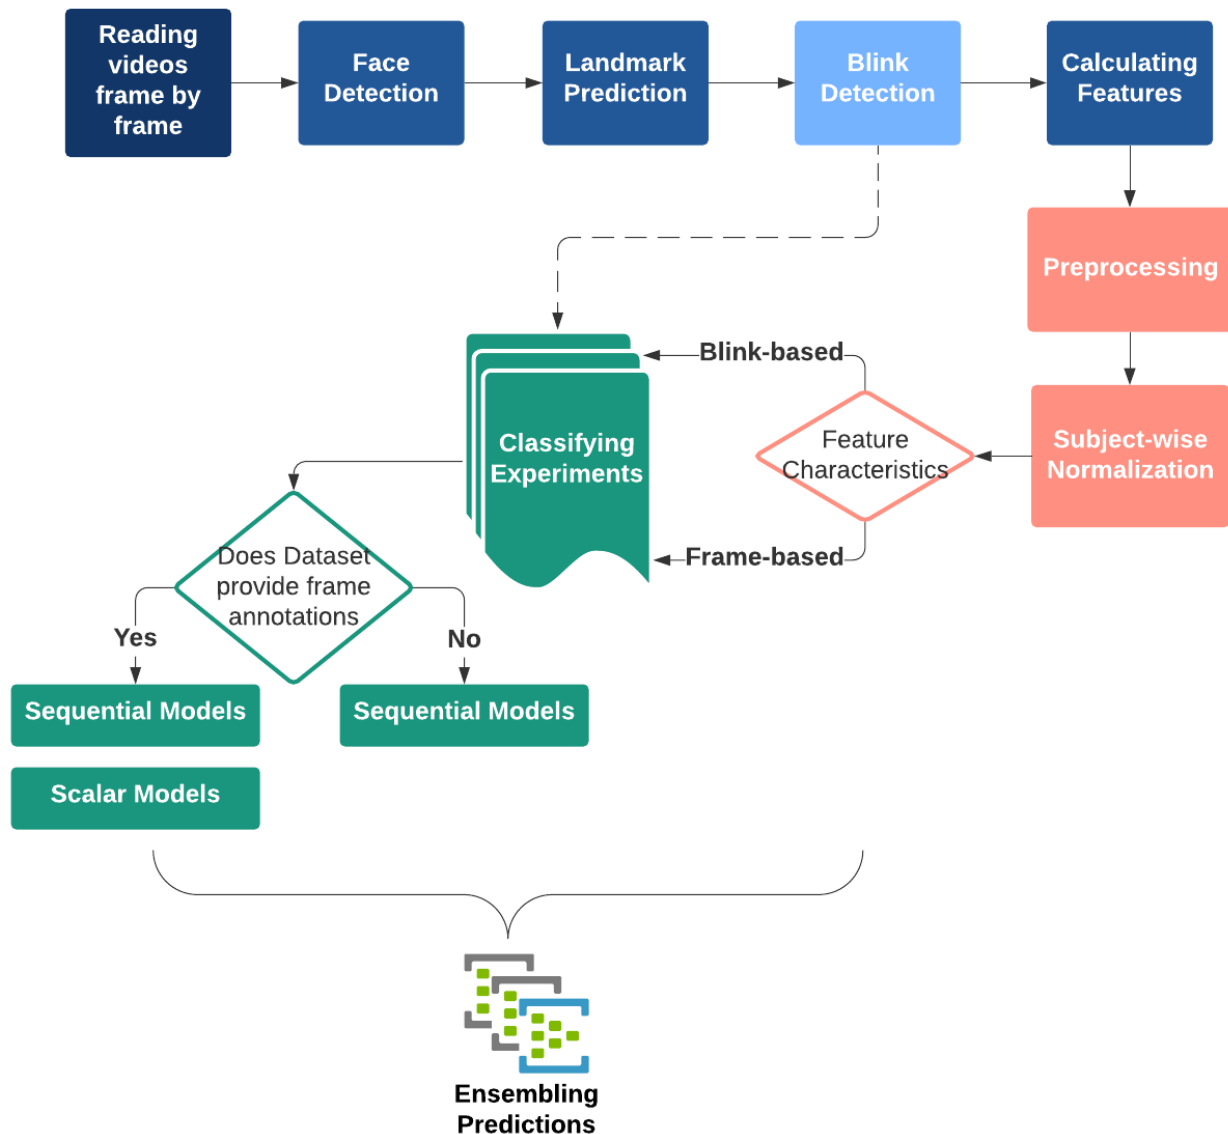 Reading
videos
frame by
frame
Face
Detection
Landmark
Prediction
Blink
Detection
Calculating
Features
Preprocessing
Subject-wise
Normalization
Feature
Characteristics
Blink-based
Frame-based
Classifying
Experiments
Does Dataset
provide frame
annotations
Yes
No
Sequential Models
Sequential Models
Scalar Models
Ensembling
Predictions